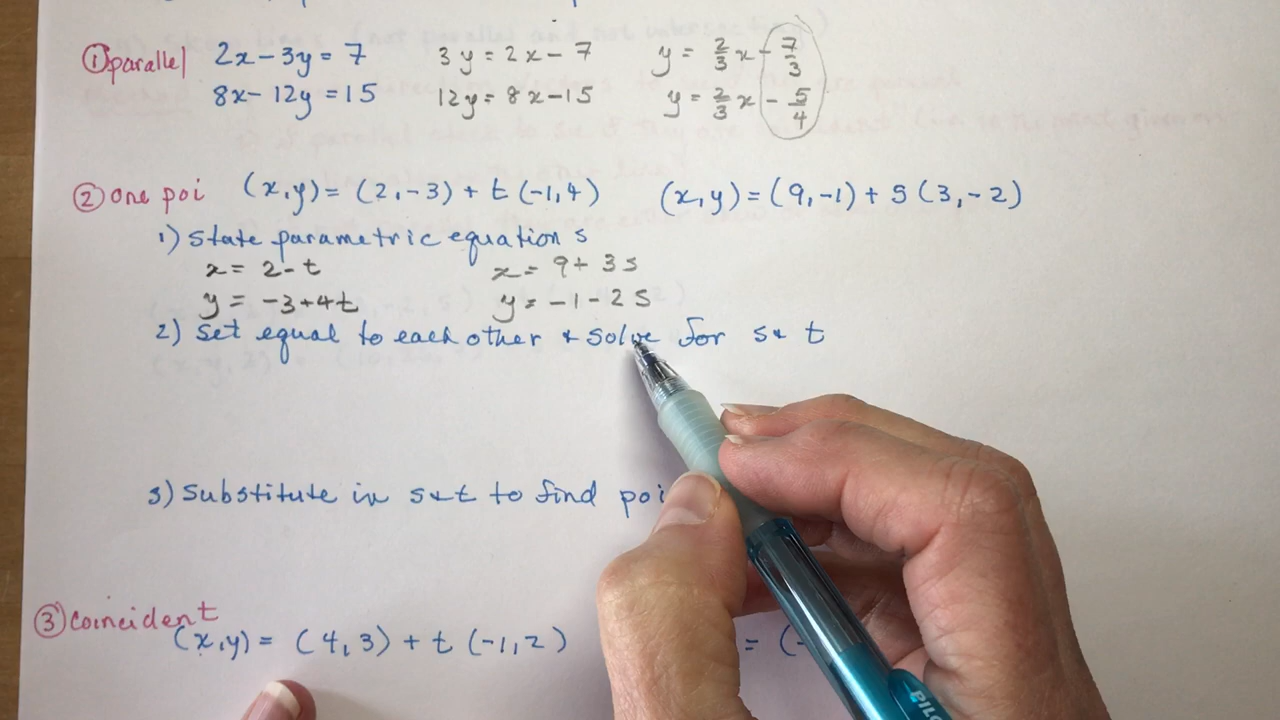 ① parallel 2x-3y= 7 3y = 2x- 7 y = 2/3 x - 7/3
8x-12y =15 12y= 8x-15 y = 2/3 x - 5/4
② one poi (x,y)= (2,-3) + t (-1,4) (x,y)=(9,-1)+ s (3,-2)
1) state parametric equations
x= 2-t x= 9+ 3s
y = -3+4t y = -1-2s
2) set equal to each other & solve for s & t
3) substitute in s&t to find poi
③ coincident
(x,y) = (4,3) + t (-1,2) = (-
PILO